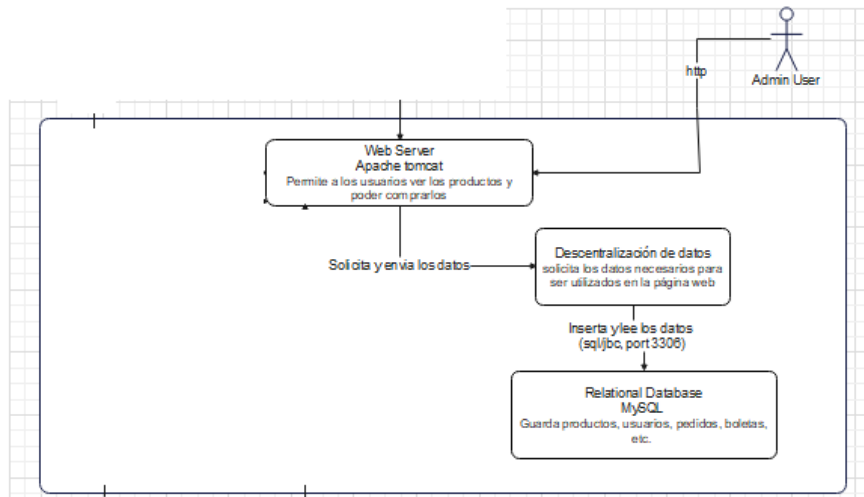 http
Admin User
Web Server
Apache tomcat
Permite a los usuarios ver los productos y
poder comprarlos
Solicita y envia los datos
Descentralización de datos
solicita los datos necesarios para
ser utilizados en la página web
Inserta ylee los datos
(sql/jbc, port 3306)
Relational Database
MySQL
Guarda productos, usuarios, pedidos, boletas,
etc.